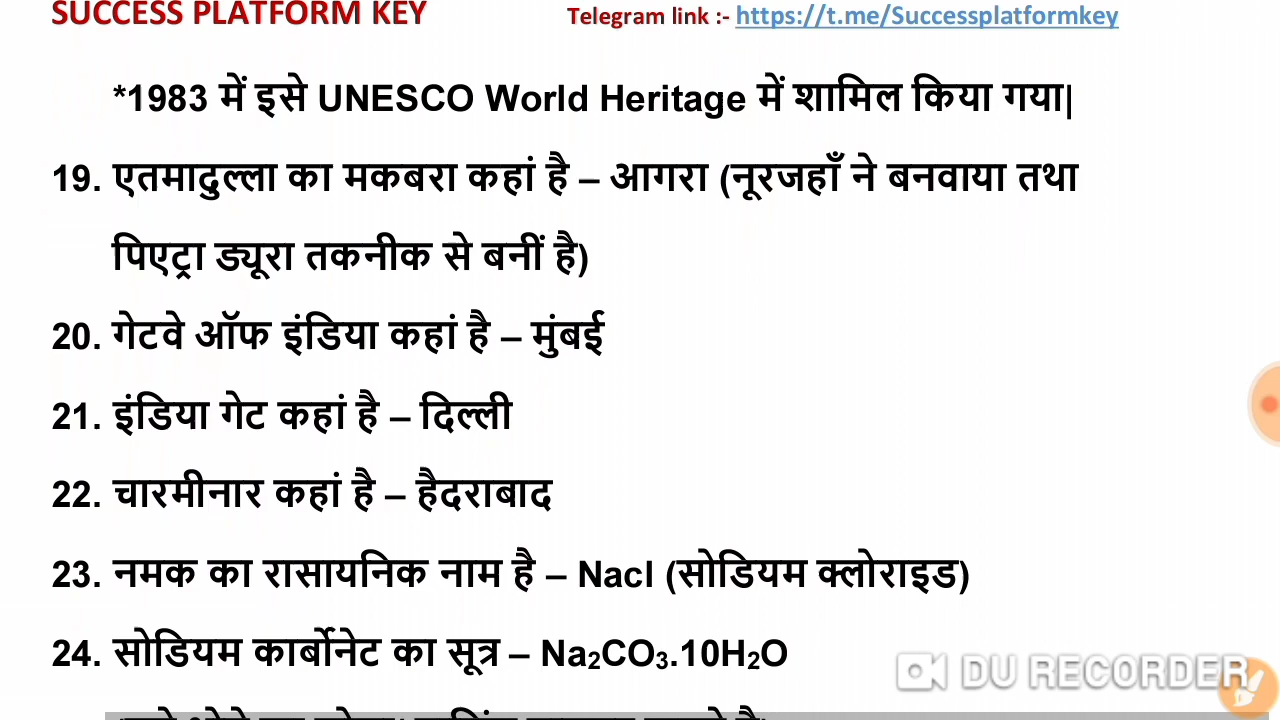 SUCCESS PLATFORM KEY Telegram link :- https://t.me/Successplatformkey
*1983 में इसे UNESCO World Heritage में शामिल किया गया|
19. एतमादुल्ला का मकबरा कहां है – आगरा (नूरजहाँ ने बनवाया तथा
पिएट्रा ड्यूरा तकनीक से बनीं है)
20. गेटवे ऑफ इंडिया कहां है – मुंबई
21. इंडिया गेट कहां है – दिल्ली
22. चारमीनार कहां है – हैदराबाद
23. नमक का रासायनिक नाम है – Nacl (सोडियम क्लोराइड)
24. सोडियम कार्बोनेट का सूत्र – Na₂CO₃.10H₂O
DU RECORDER